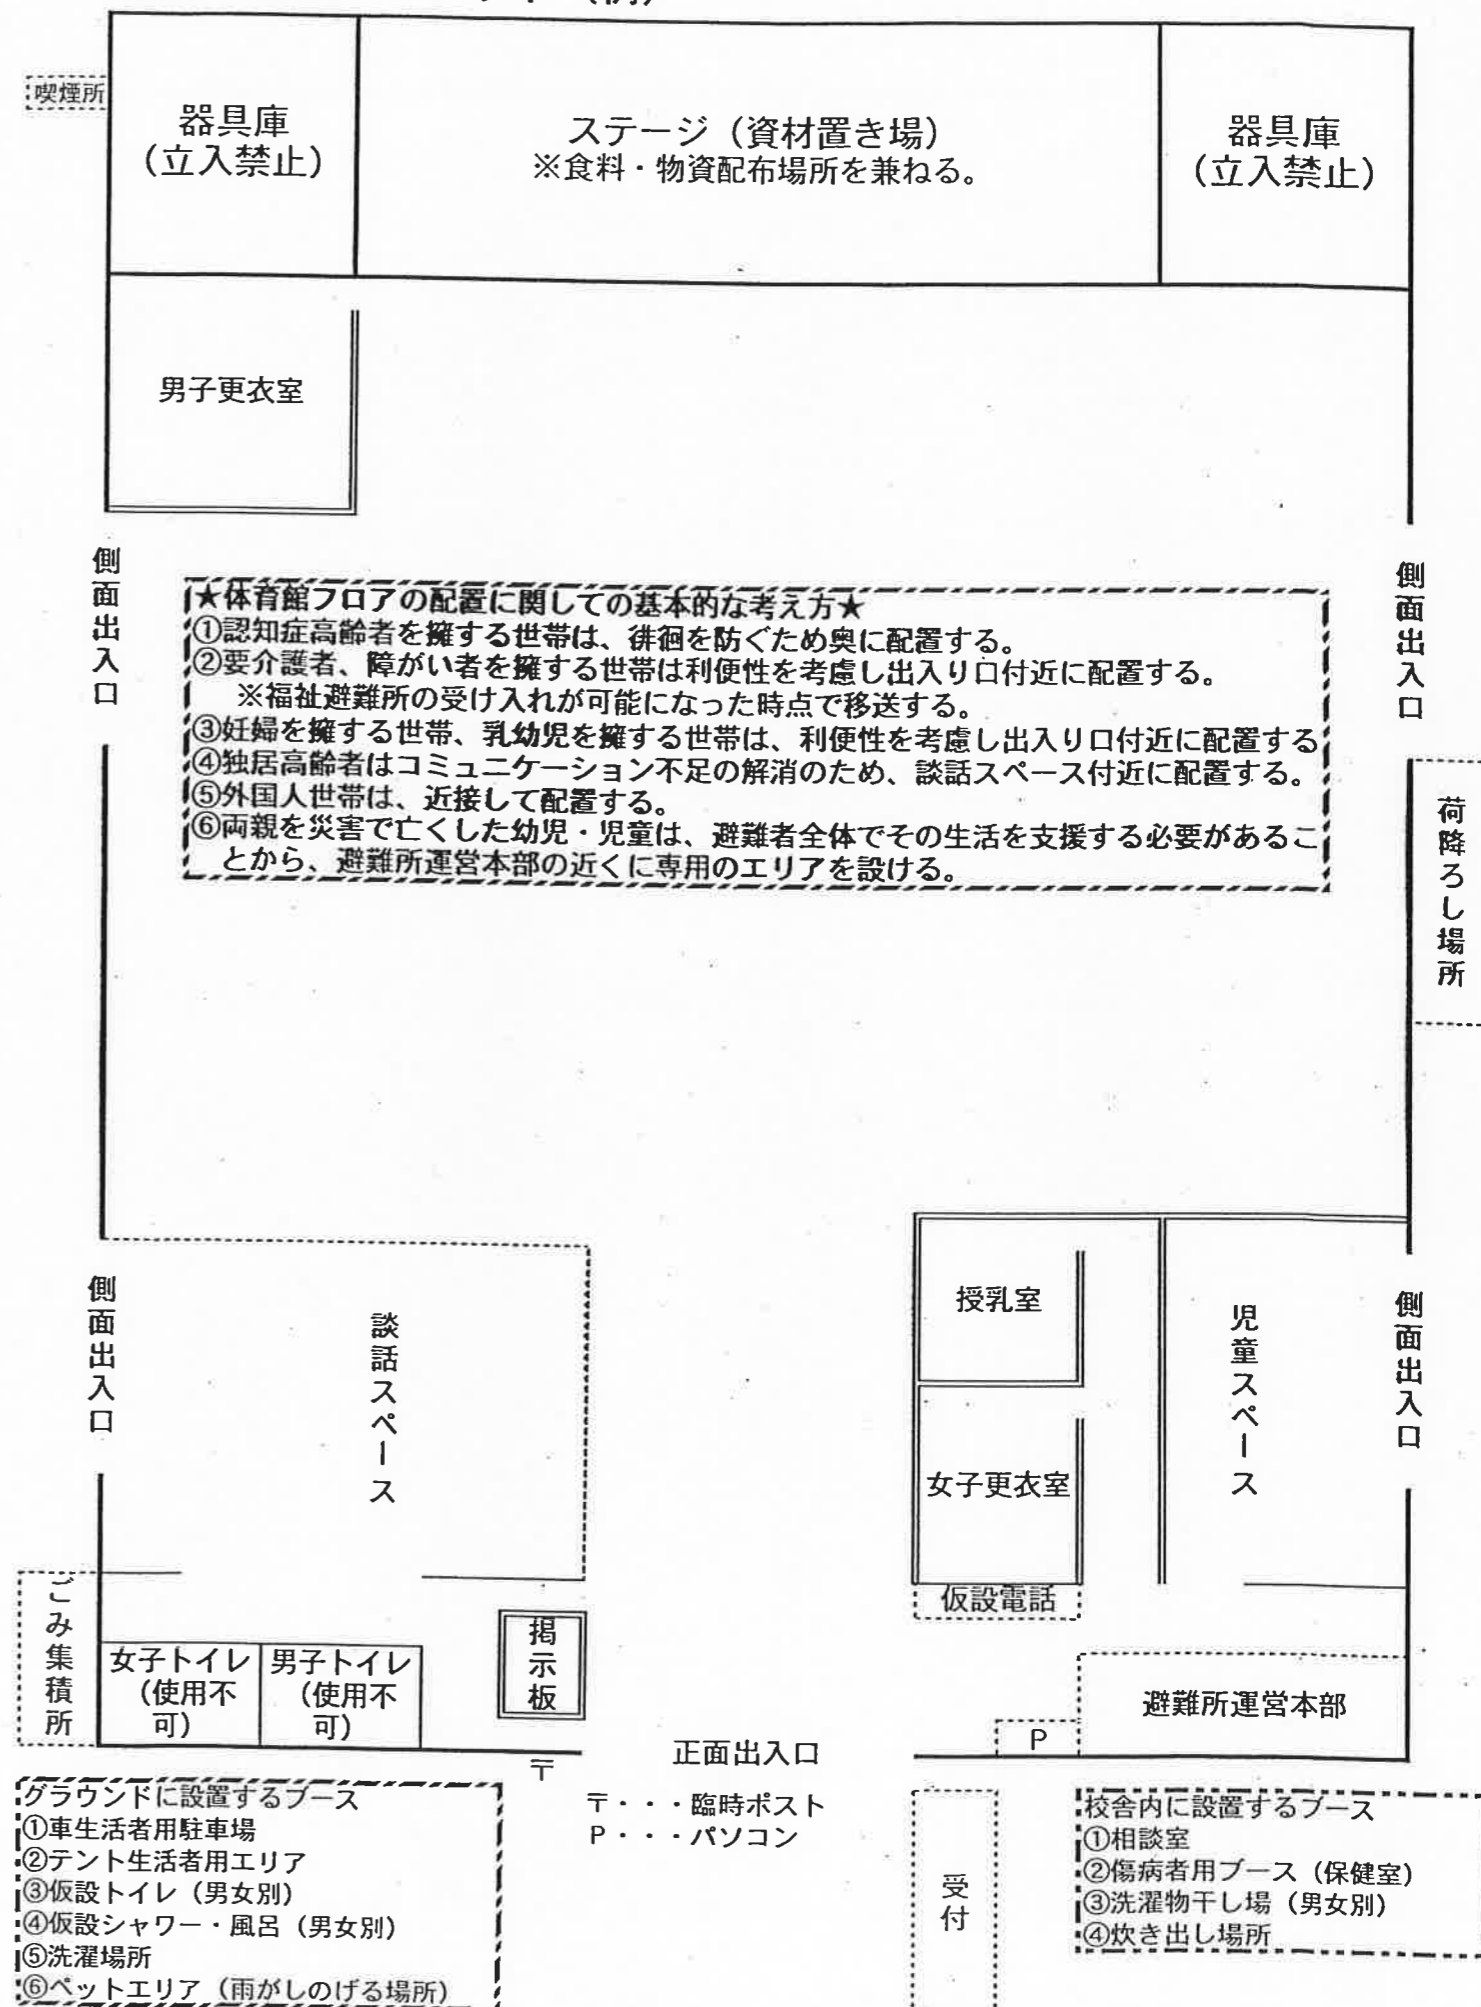 (例)
喫煙所
器具庫
(立入禁止)
ステージ(資材置き場)
※食料・物資配布場所を兼ねる。
器具庫
(立入禁止)
男子更衣室
側面出入口
側面出入口
★体育館フロアの配置に関しての基本的な考え方★
①認知症高齢者を擁する世帯は、徘徊を防ぐため奥に配置する。
②要介護者、障がい者を擁する世帯は利便性を考慮し出入り口付近に配置する。
※福祉避難所の受け入れが可能になった時点で移送する。
③妊婦を擁する世帯、乳幼児を擁する世帯は、利便性を考慮し出入り口付近に配置する
④独居高齢者はコミュニケーション不足の解消のため、談話スペース付近に配置する。
⑤外国人世帯は、近接して配置する。
⑥両親を災害で亡くした幼児・児童は、避難者全体でその生活を支援する必要があるこ
とから、避難所運営本部の近くに専用のエリアを設ける。
荷降ろし場所
側面出入口
談話スペース
授乳室
女子更衣室
児童スペース
側面出入口
仮設電話
ごみ集積所
女子トイレ
(使用不
可)
男子トイレ
(使用不
可)
掲示板
避難所運営本部
P
正面出入口
〒
〒・・・臨時ポスト
P・・・パソコン
受付
グラウンドに設置するブース
①車生活者用駐車場
②テント生活者用エリア
③仮設トイレ(男女別)
④仮設シャワー・風呂(男女別)
⑤洗濯場所
⑥ペットエリア(雨がしのげる場所)
校舎内に設置するブース
①相談室
②傷病者用ブース(保健室)
③洗濯物干し場(男女別)
④炊き出し場所